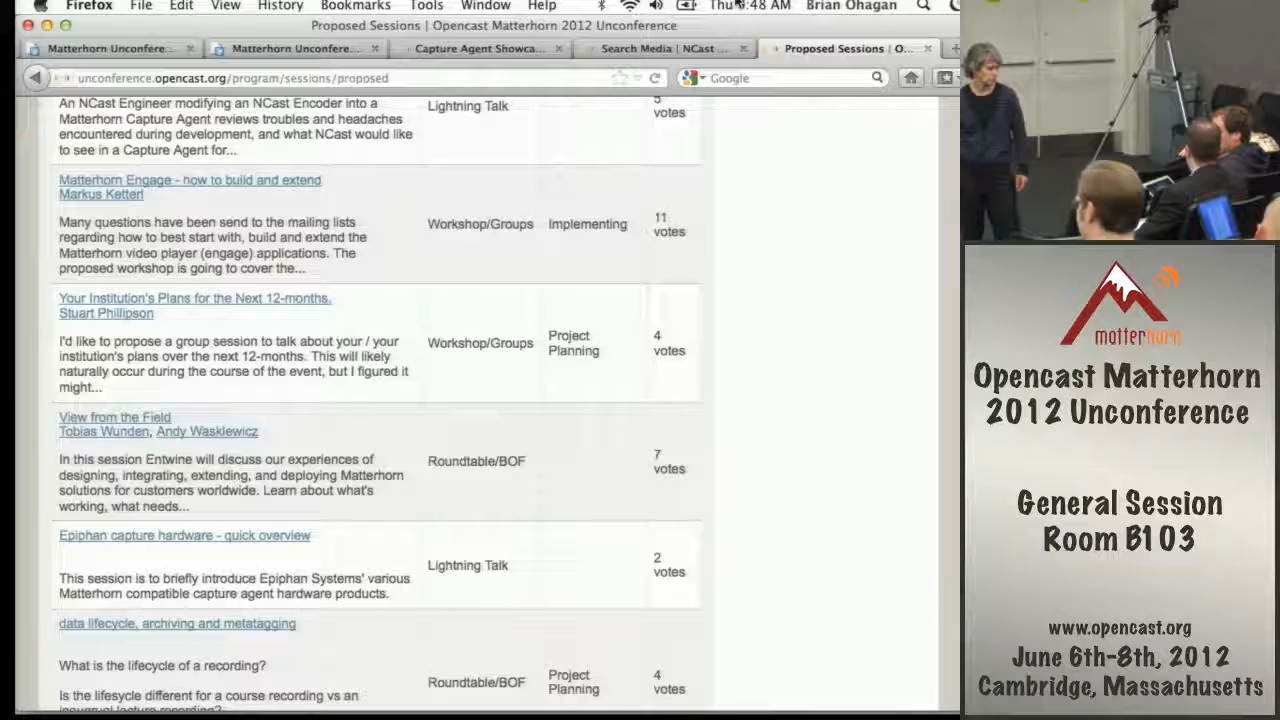 Firefox File Edit View History Bookmarks Tools Window Help Brian Ohagan
Proposed Sessions | Opencast Matterhorn 2012 Unconference
Matterhorn Unconfere... Matterhorn Unconfere... Capture Agent Showca... Search Media | NCast ... Proposed Sessions | O...
unconference.opencast.org/program/sessions/proposed Google
An NCast Engineer modifying an NCast Encoder into a
Matterhorn Capture Agent reviews troubles and headaches
encountered during development, and what NCast would like
to see in a Capture Agent for...
Lightning Talk
5
votes
Matterhorn Engage - how to build and extend
Markus Ketterl
Many questions have been send to the mailing lists
regarding how to best start with, build and extend the
Matterhorn video player (engage) applications. The
proposed workshop is going to cover the...
Workshop/Groups
Implementing
11
votes
Your Institution's Plans for the Next 12-months.
Stuart Phillipson
I'd like to propose a group session to talk about your / your
institution's plans over the next 12-months. This will likely
naturally occur during the course of the event, but I figured it
might...
Workshop/Groups
Project
Planning
4
votes
View from the Field
Tobias Wunden, Andy Wasklewicz
In this session Entwine will discuss our experiences of
designing, integrating, extending, and deploying Matterhorn
solutions for customers worldwide. Learn about what's
working, what needs...
Roundtable/BOF
7
votes
Epiphan capture hardware - quick overview
This session is to briefly introduce Epiphan Systems' various
Matterhorn compatible capture agent hardware products.
Lightning Talk
2
votes
data lifecycle, archiving and metatagging
What is the lifecycle of a recording?
Is the lifesycle different for a course recording vs an
Roundtable/BOF
Project
Planning
4
votes
matterhorn
Opencast Matterhorn
2012 Unconference
General Session
Room B103
www.opencast.org
June 6th-8th, 2012
Cambridge, Massachusetts